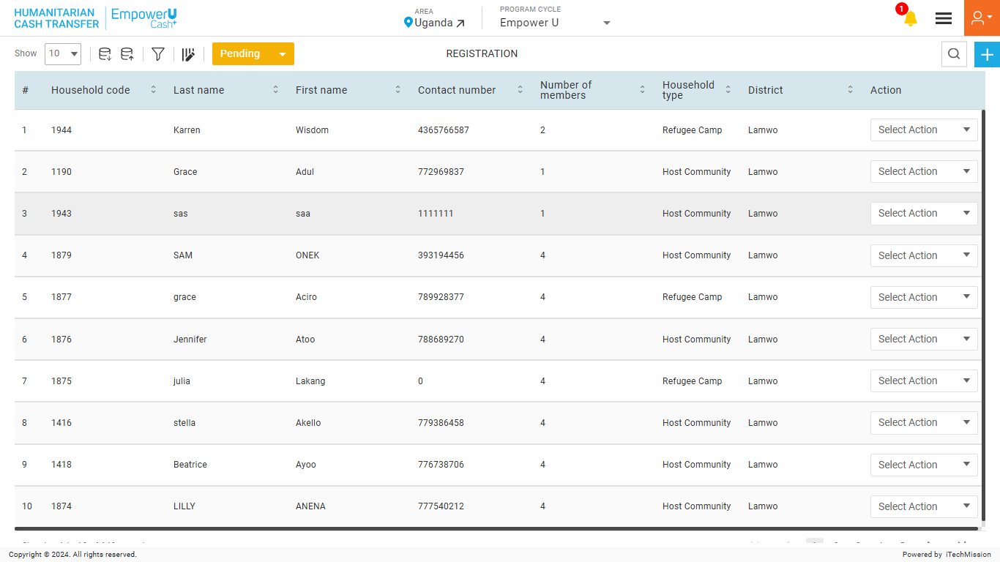 HUMANITARIAN
CASH TRANSFER
EmpowerU
Cash+
AREA
Uganda
PROGRAM CYCLE
Empower U
1
Show 10 Pending REGISTRATION
# Household code Last name First name Contact number Number of members Household type District Action
1 1944 Karren Wisdom 4365766587 2 Refugee Camp Lamwo Select Action
2 1190 Grace Adul 772969837 1 Host Community Lamwo Select Action
3 1943 sas saa 1111111 1 Host Community Lamwo Select Action
4 1879 SAM ONEK 393194456 4 Host Community Lamwo Select Action
5 1877 grace Aciro 789928377 4 Refugee Camp Lamwo Select Action
6 1876 Jennifer Atoo 788689270 4 Host Community Lamwo Select Action
7 1875 julia Lakang 0 4 Refugee Camp Lamwo Select Action
8 1416 stella Akello 779386458 4 Host Community Lamwo Select Action
9 1418 Beatrice Ayoo 776738706 4 Host Community Lamwo Select Action
10 1874 LILLY ANENA 777540212 4 Host Community Lamwo Select Action
Copyright © 2024. All rights reserved. Powered by iTechMission